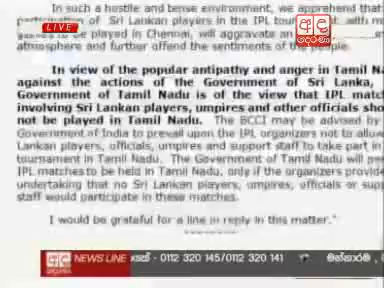 In such a hostile and tense environment, we apprehend that
participation of Sri Lankan players in the IPL
LIVE
to be played in Chennai, will aggravate an
atmosphere and further offend the sentiments of the people.
In view of the popular antipathy and anger in Tamil
against the actions of the Government of Sri Lanka,
Government of Tamil Nadu is of the view that IPL
involving Sri Lankan players, umpires and other officials
not be played in Tamil Nadu. The BCCI may be advised by
Government of India to prevail upon the IPL organizers not to
Lankan players, officials, umpires and support staff to take part in
tournament in Tamil Nadu. The Government of Tamil Nadu will
IPL matches to be held in Tamil Nadu, only if the organizers
undertaking that no Sri Lankan players, umpires, officials or
staff would participate in these matches.
I would be grateful for a line in reply in this matter."
NEWS LINE
0112 320 145/0112 320 141